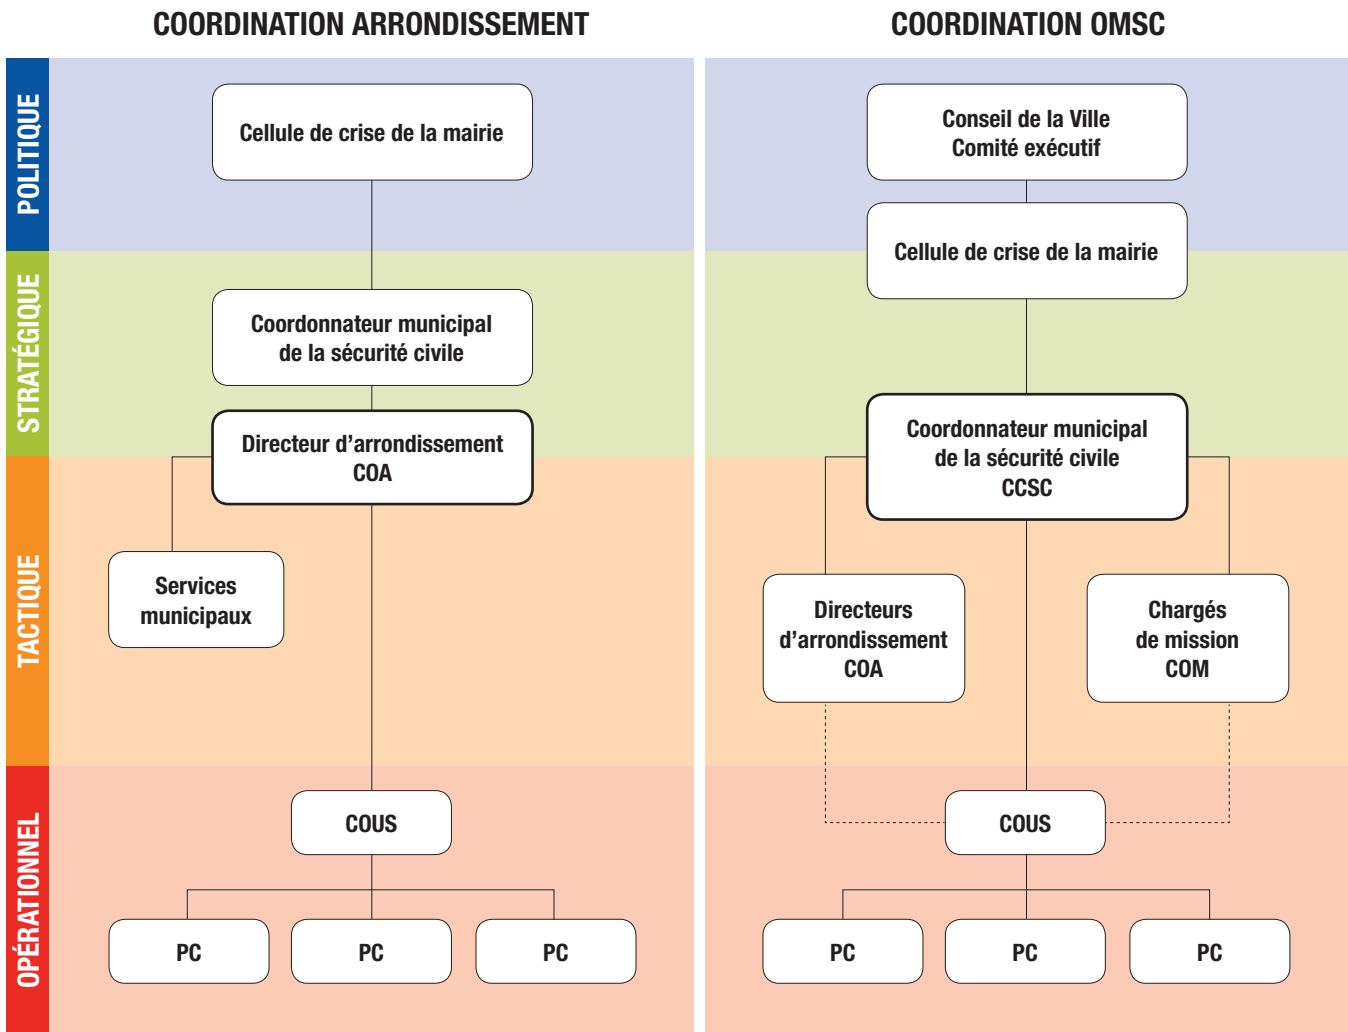 COORDINATION ARRONDISSEMENT
POLITIQUE
Cellule de crise de la mairie
STRATÉGIQUE
Coordonnateur municipal
de la sécurité civile
Directeur d'arrondissement
COA
TACTIQUE
Services
municipaux
OPÉRATIONNEL
COUS
PC
PC
PC
COORDINATION OMSC
Conseil de la Ville
Comité exécutif
Cellule de crise de la mairie
Coordonnateur municipal
de la sécurité civile
CCSC
Directeurs
d'arrondissement
COA
Chargés
de mission
COM
COUS
PC
PC
PC